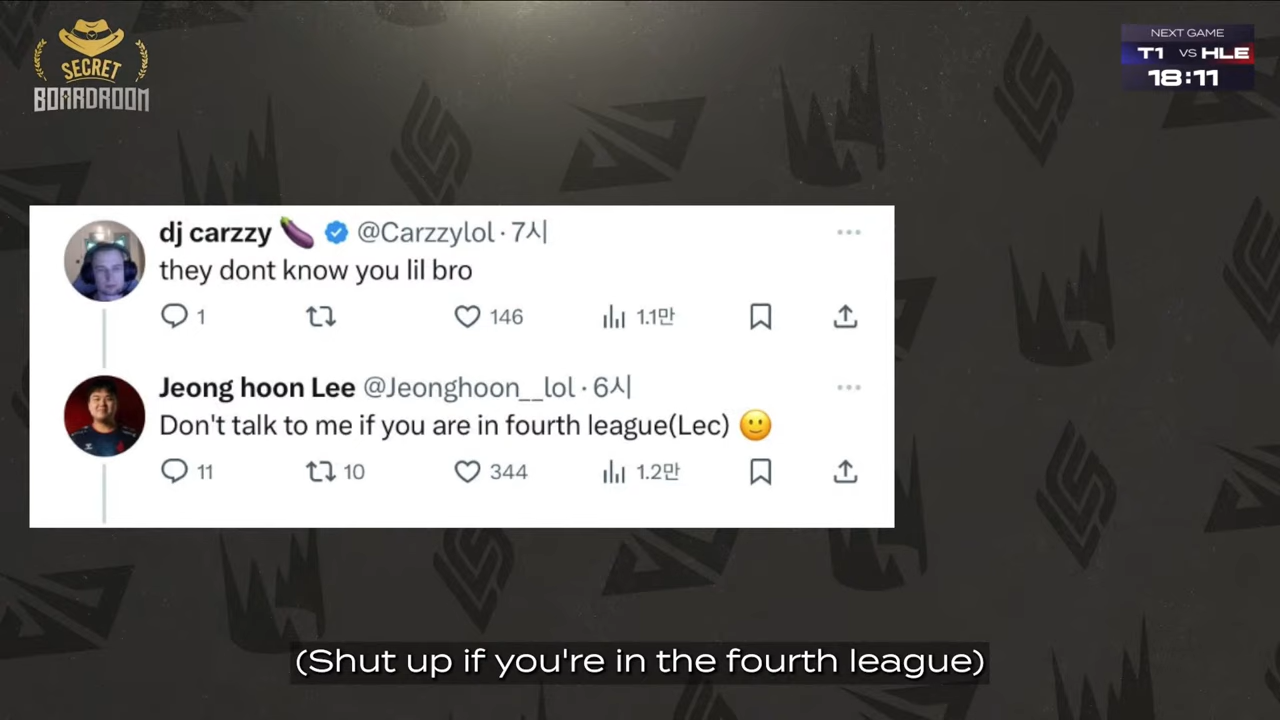 SECRET
BOARDROOM
NEXT GAME
T1 VS HLE
18:11
dj carzzy 🍆 @Carzzylol · 7시
they dont know you lil bro
1 146 1.1만
Jeong hoon Lee @Jeonghoon__lol · 6시
Don't talk to me if you are in fourth league(Lec) 🙂
11 10 344 1.2만
(Shut up if you're in the fourth league)